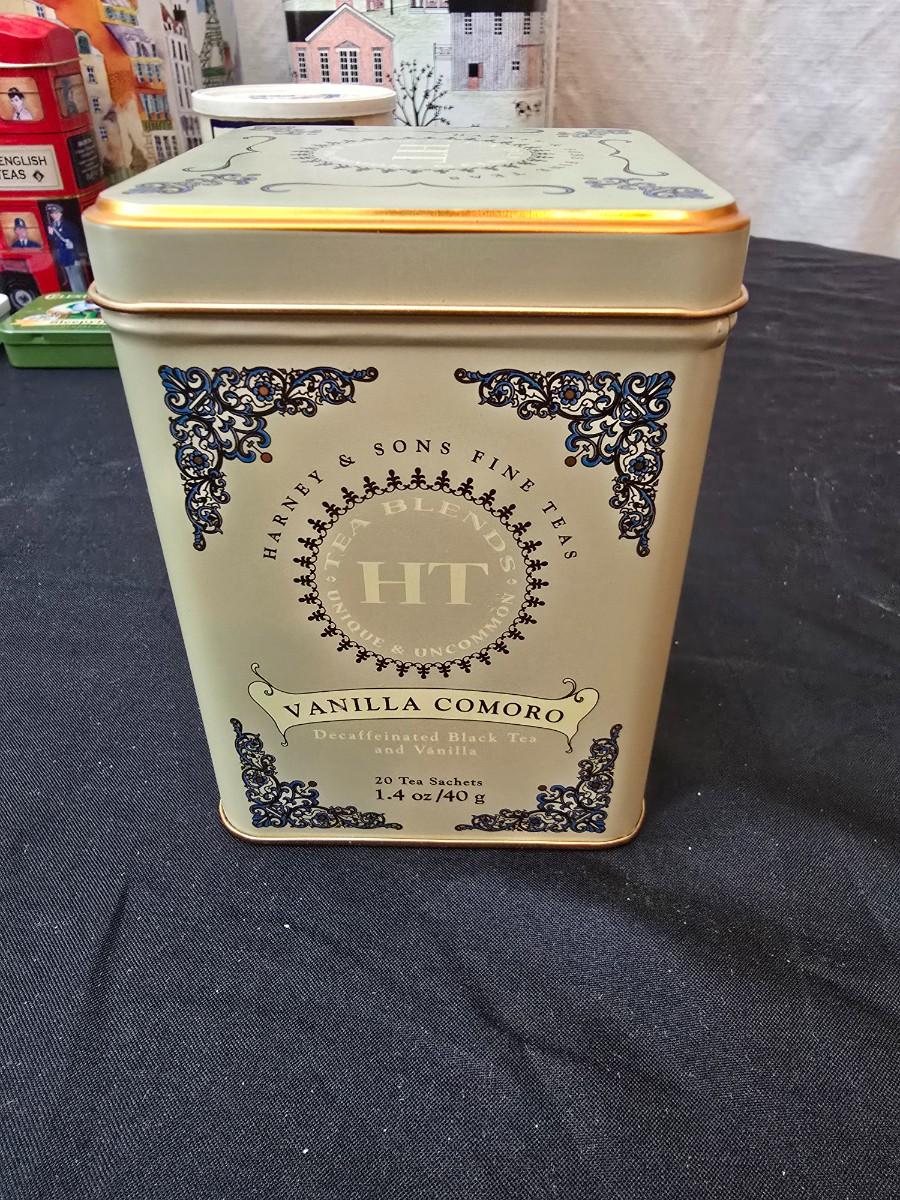 ENGLISH
TEAS
HT
HARNEY & SONS FINE TEAS
TEA BLENDS
HT
UNIQUE & UNCOMMON
VANILLA COMORO
Decaffeinated Black Tea
and Vanilla
20 Tea Sachets
1.4 oz/40 g